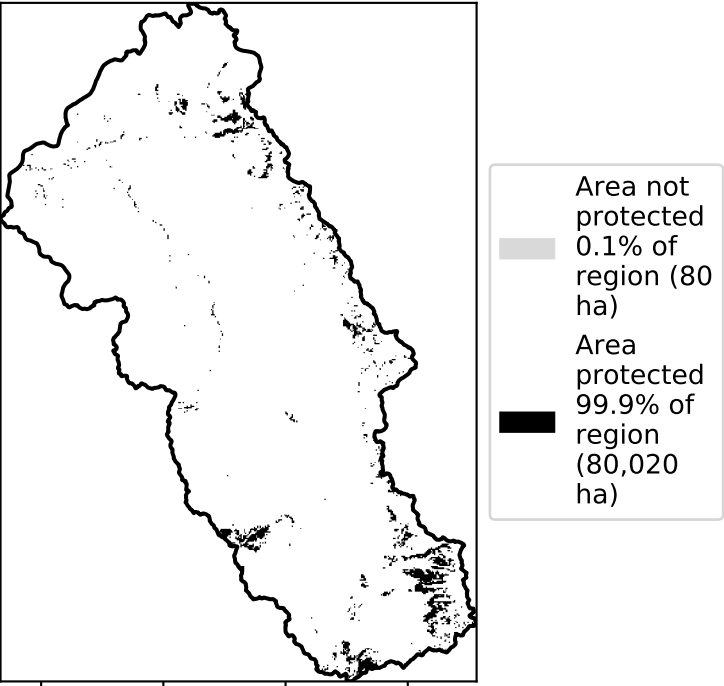 Area not
protected
0.1% of
region (80
ha)
Area
protected
99.9% of
region
(80,020
ha)